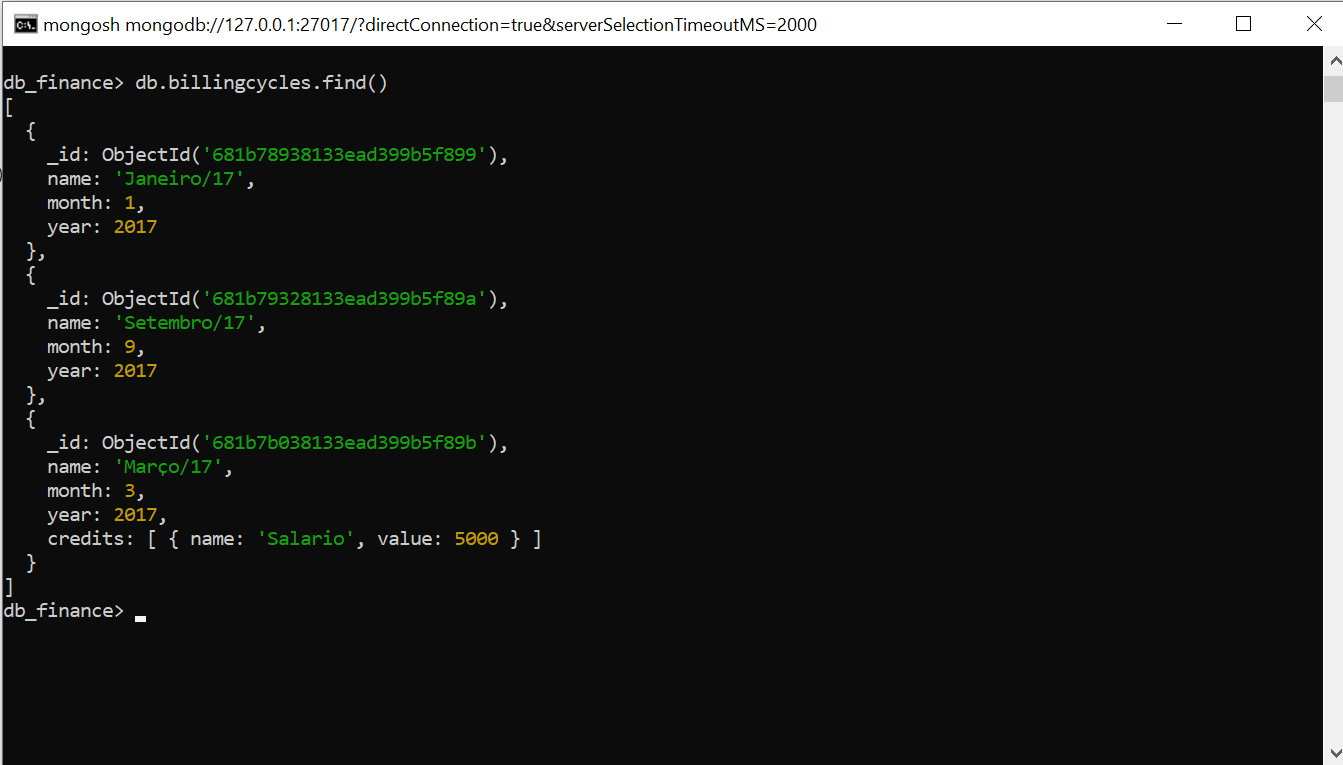 mongosh mongodb://127.0.0.1:27017/?directConnection=true&serverSelectionTimeoutMS=2000
db_finance> db.billingcycles.find()
[
  {
    _id: ObjectId('681b78938133ead399b5f899'),
    name: 'Janeiro/17',
    month: 1,
    year: 2017
  },
  {
    _id: ObjectId('681b79328133ead399b5f89a'),
    name: 'Setembro/17',
    month: 9,
    year: 2017
  },
  {
    _id: ObjectId('681b7b038133ead399b5f89b'),
    name: 'Março/17',
    month: 3,
    year: 2017,
    credits: [ { name: 'Salario', value: 5000 } ]
  }
]
db_finance>